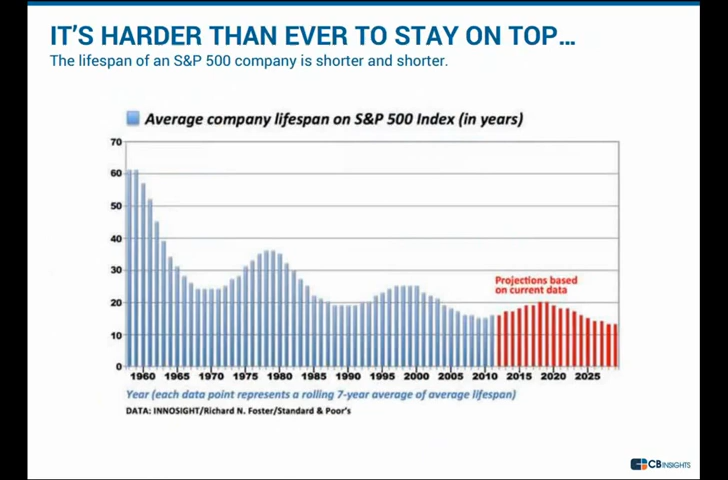 IT'S HARDER THAN EVER TO STAY ON TOP...
The lifespan of an S&P 500 company is shorter and shorter.
Average company lifespan on S&P 500 Index (in years)
70
60
50
40
30
20
10
0
Projections based
on current data
1960 1965 1970 1975 1980 1985 1990 1995 2000 2005 2010 2015 2020 2025
Year (each data point represents a rolling 7-year average of average lifespan)
DATA: INNOSIGHT/Richard N. Foster/Standard & Poor's
CBINSIGHTS